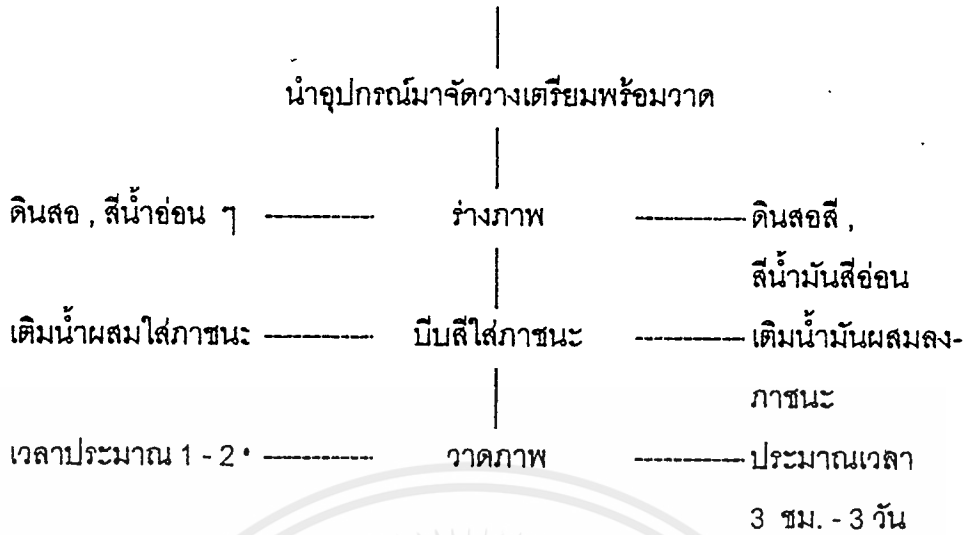 นำอุปกรณ์มาจัดวางเตรียมพร้อมวาด
ดินสอ , สีน้ำอ่อน ๆ ร่างภาพ ดินสอสี ,
สีน้ำมันสีอ่อน
เติมน้ำผสมใส่ภาชนะ บีบสีใส่ภาชนะ เติมน้ำมันผสมลง-
ภาชนะ
เวลาประมาณ 1 - 2 วาดภาพ ประมาณเวลา
3 ชม. - 3 วัน